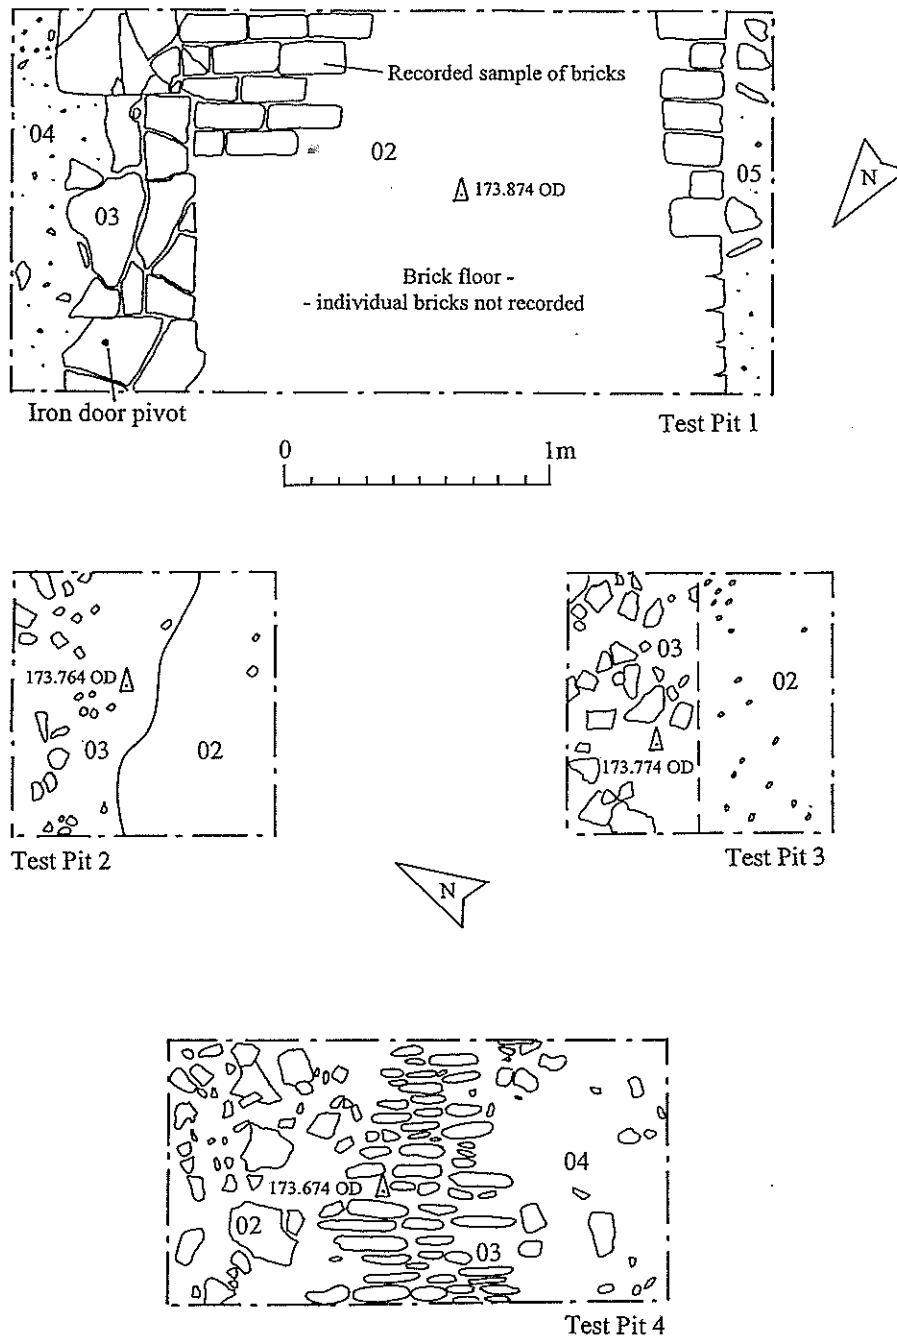 Recorded sample of bricks
04
02
05
N
173.874 OD
03
Brick floor -
- individual bricks not recorded
Iron door pivot
Test Pit 1
0
1m
173.764 OD
03
02
Test Pit 2
03
02
173.774 OD
Test Pit 3
N
04
173.674 OD
02
03
Test Pit 4